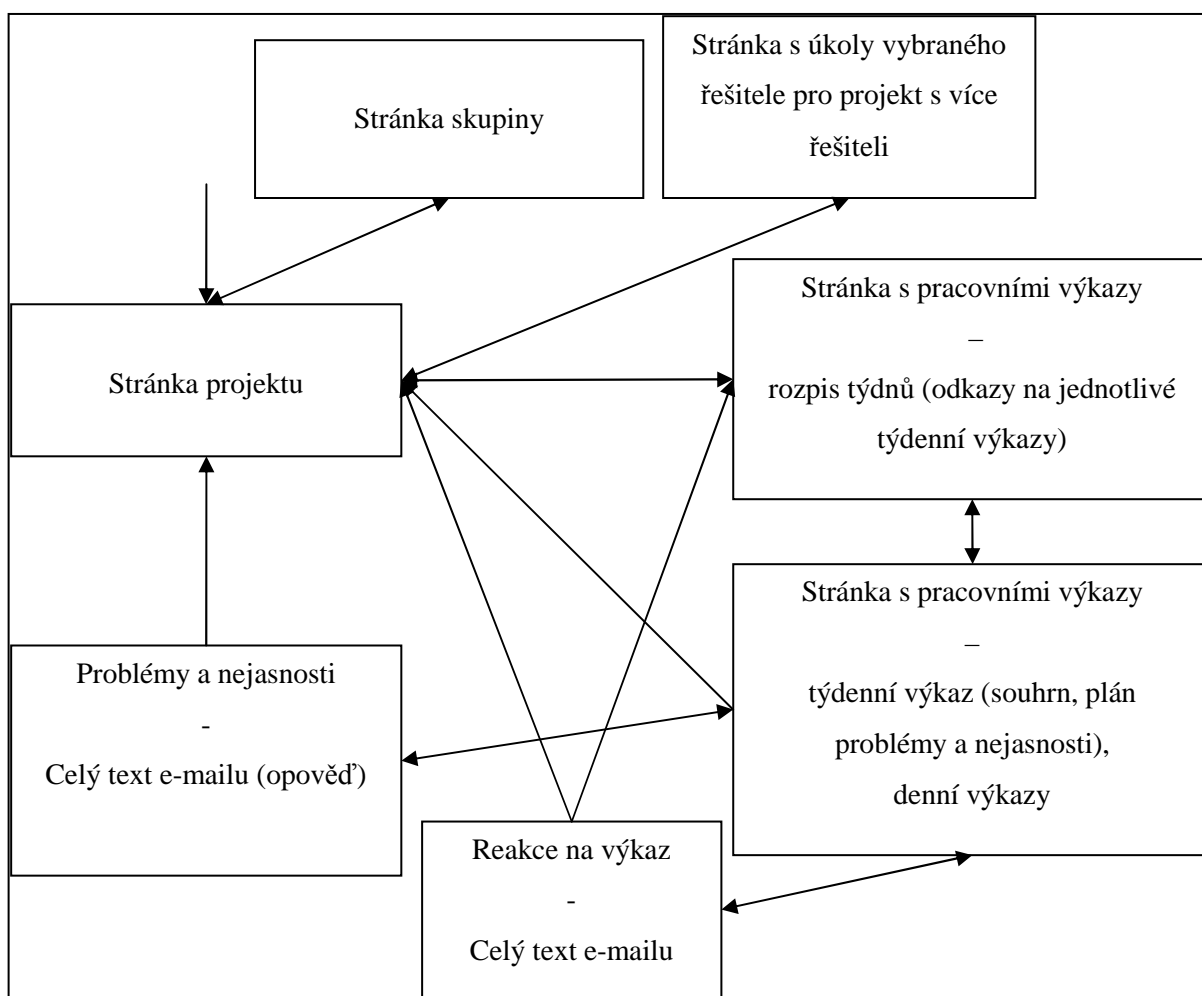 Stránka skupiny
Stránka s úkoly vybraného
řešitele pro projekt s více
řešiteli
Stránka projektu
Stránka s pracovními výkazy
–
rozpis týdnů (odkazy na jednotlivé
týdenní výkazy)
Problémy a nejasnosti
-
Celý text e-mailu (opověď)
Stránka s pracovními výkazy
–
týdenní výkaz (souhrn, plán
problémy a nejasnosti),
denní výkazy
Reakce na výkaz
-
Celý text e-mailu